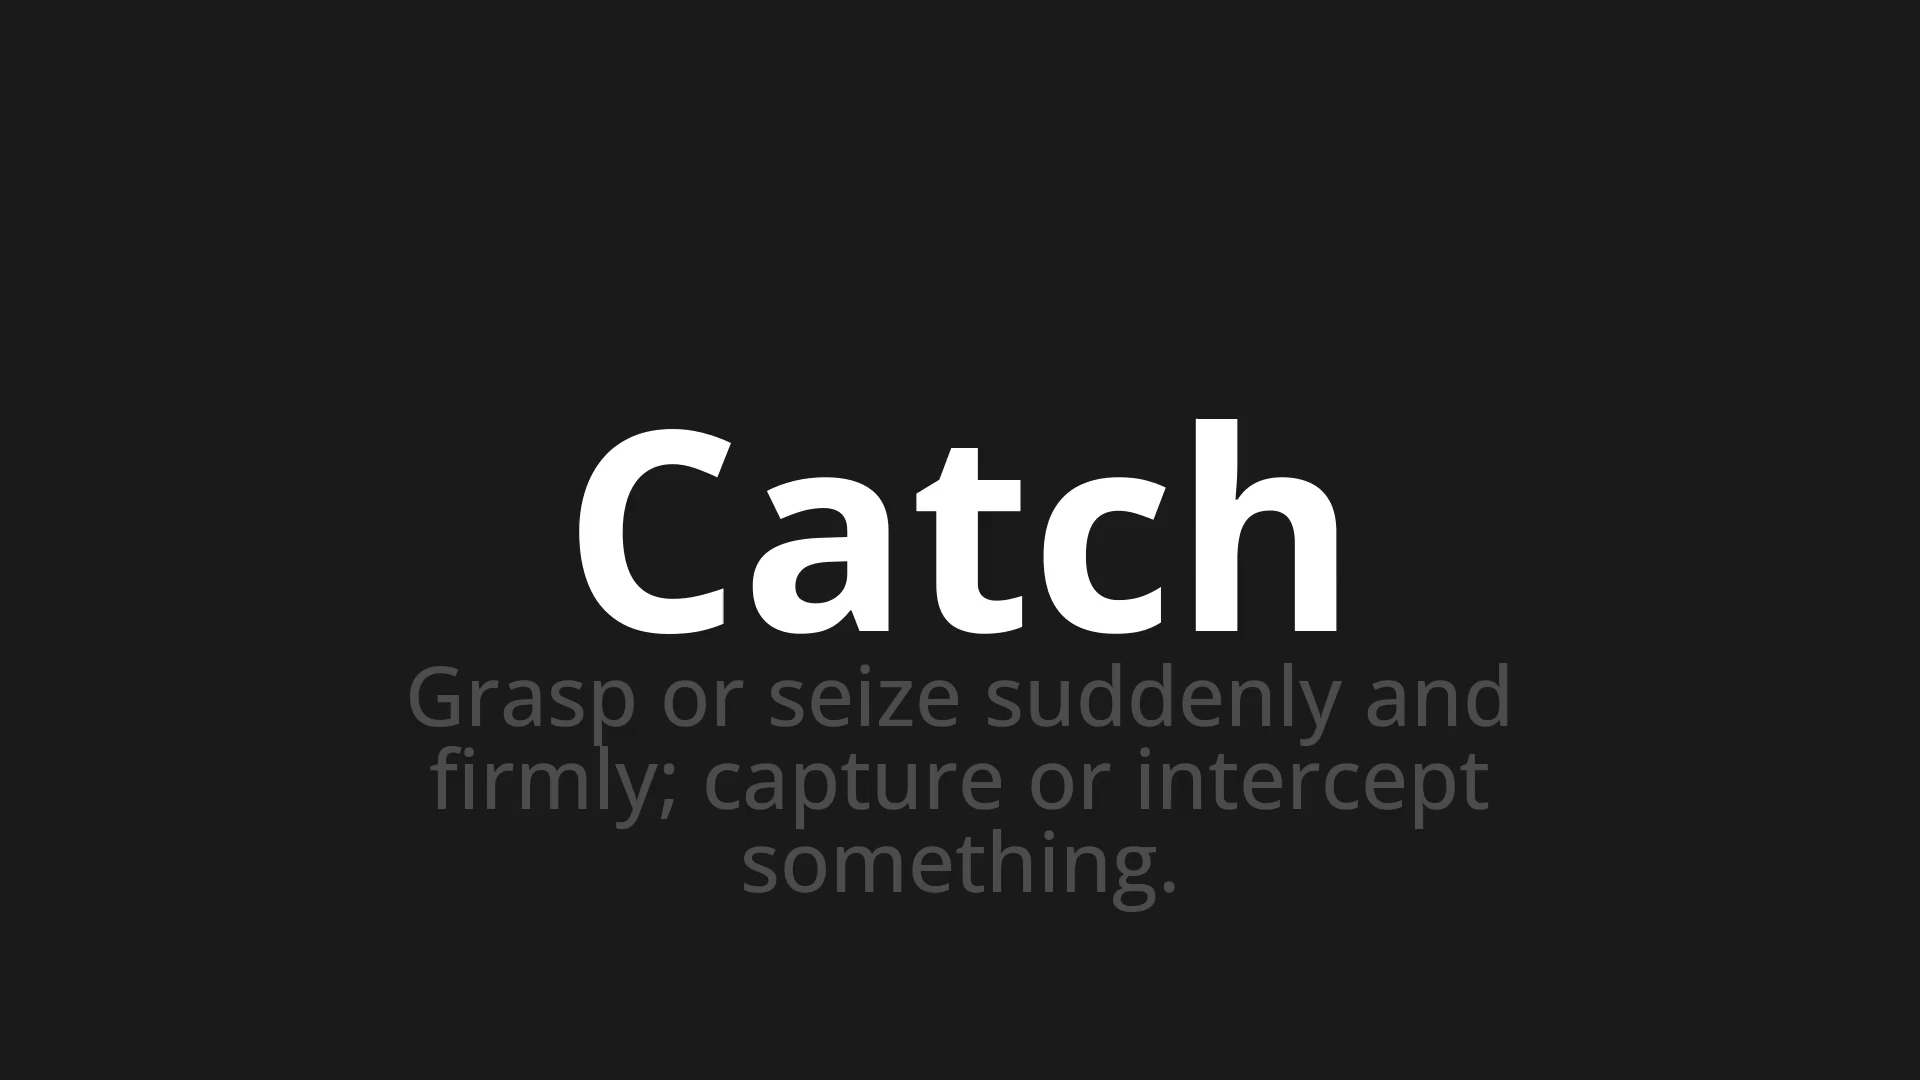 Catch
Grasp or seize suddenly and
firmly; capture or intercept
something.